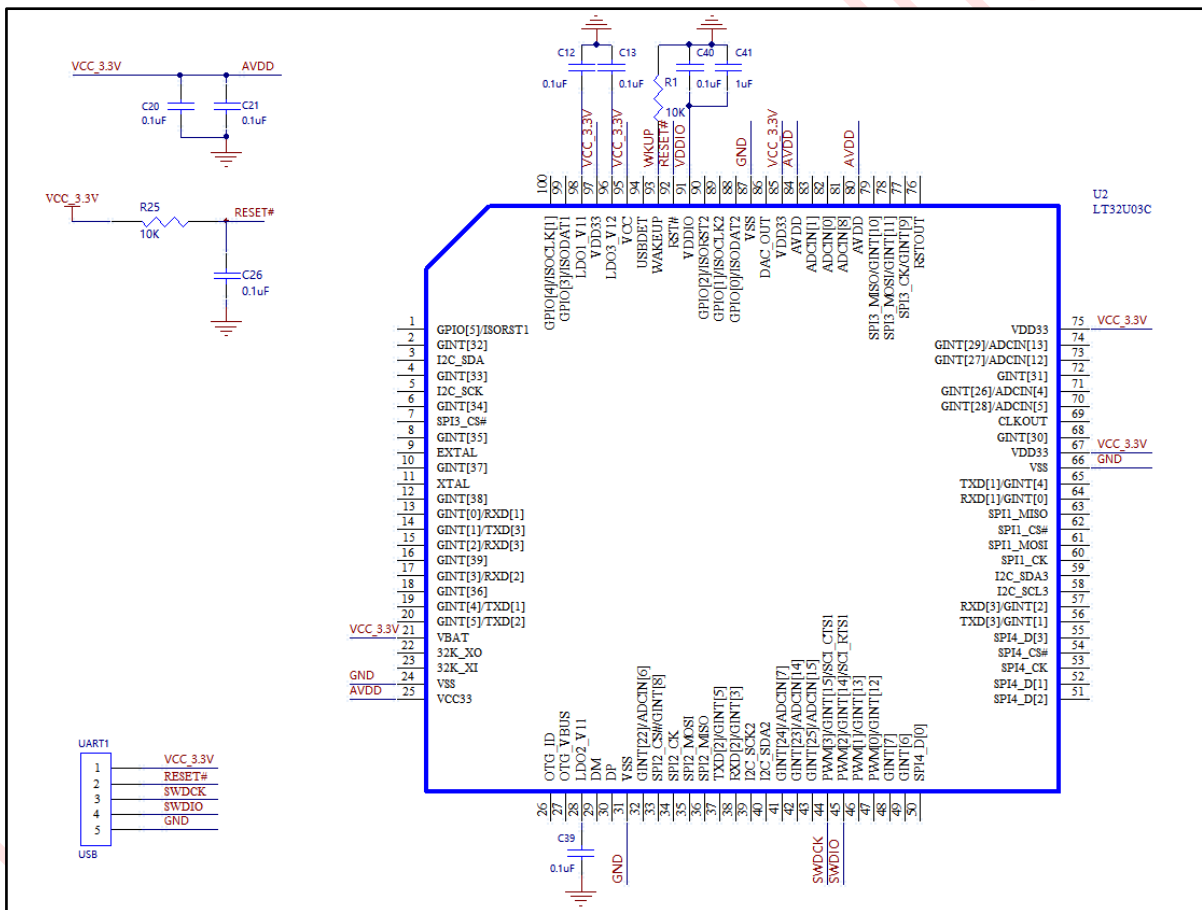 VCC_3.3V
AVDD
C20
0.1uF
C21
0.1uF
VCC_3.3V
R25
10K
RESET#
C26
0.1uF
C12
0.1uF
C13
0.1uF
R1
10K
C40
0.1uF
C41
1uF
VCC_3.3V
VCC_3.3V
WKUP
RESET#
VDDIO
GND
VCC_3.3V
AVDD
AVDD
U2
LT32U03C
100 GPIO[4]/ISOCLK[1]
99 GPIO[3]/ISODAT1
98 LDO1_V11
97 VDD33
96 LDO3_V12
95 VCC
94 USBDET
93 WAKEUP
92 RST#
91 VDDIO
90 GPIO[2]/ISORST2
89 GPIO[1]/ISOCLK2
88 GPIO[0]/ISODAT2
87 VSS
86 DAC_OUT
85 VDD33
84 AVDD
83 ADCIN[1]
82 ADCIN[0]
81 ADCIN[8]
80 AVDD
79 SPI3_MISO/GINT[10]
78 SPI3_MOSI/GINT[11]
77 SPI3_CK/GINT[9]
76 RSTOUT
1 GPIO[5]/ISORST1
2 GINT[32]
3 I2C_SDA
4 GINT[33]
5 I2C_SCK
6 GINT[34]
7 SPI3_CS#
8 GINT[35]
9 EXTAL
10 GINT[37]
11 XTAL
12 GINT[38]
13 GINT[0]/RXD[1]
14 GINT[1]/TXD[3]
15 GINT[2]/RXD[3]
16 GINT[39]
17 GINT[3]/RXD[2]
18 GINT[36]
19 GINT[4]/TXD[1]
20 GINT[5]/TXD[2]
VCC_3.3V 21 VBAT
22 32K_XO
23 32K_XI
GND 24 VSS
AVDD 25 VCC33
VDD33 75 VCC_3.3V
GINT[29]/ADCIN[13] 74
GINT[27]/ADCIN[12] 73
GINT[31] 72
GINT[26]/ADCIN[4] 71
GINT[28]/ADCIN[5] 70
CLKOUT 69
GINT[30] 68
VDD33 67 VCC_3.3V
VSS 66 GND
TXD[1]/GINT[4] 65
RXD[1]/GINT[0] 64
SPI1_MISO 63
SPI1_CS# 62
SPI1_MOSI 61
SPI1_CK 60
I2C_SDA3 59
I2C_SCL3 58
RXD[3]/GINT[2] 57
TXD[3]/GINT[1] 56
SPI4_D[3] 55
SPI4_CS# 54
SPI4_CK 53
SPI4_D[1] 52
SPI4_D[2] 51
OTG_ID 26
OTG_VBUS 27
LDO2_V11 28
DM 29
DP 30
VSS 31
GINT[22]/ADCIN[6] 32
SPI2_CS#/GINT[8] 33
SPI2_CK 34
SPI2_MOSI 35
SPI2_MISO 36
TXD[2]/GINT[5] 37
RXD[2]/GINT[3] 38
I2C_SCK2 39
I2C_SDA2 40
GINT[24]/ADCIN[7] 41
GINT[23]/ADCIN[14] 42
GINT[25]/ADCIN[15] 43
PWM[3]/GINT[15]/SCI_CTS1 44
PWM[2]/GINT[14]/SCI_RTS1 45
PWM[1]/GINT[13] 46
PWM[0]/GINT[12] 47
GINT[7] 48
GINT[6] 49
SPI4_D[0] 50
C39
0.1uF
GND
SWDCK
SWDIO
UART1
1 VCC_3.3V
2 RESET#
3 SWDCK
4 SWDIO
5 GND
USB